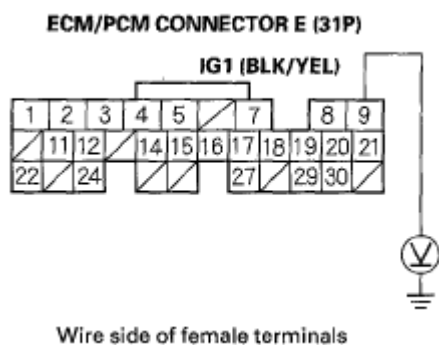 ECM/PCM CONNECTOR E (31P)
IG1 (BLK/YEL)
1 2 3 4 5 7 8 9
11 12 14 15 16 17 18 19 20 21
22 24 27 29 30
V
Wire side of female terminals